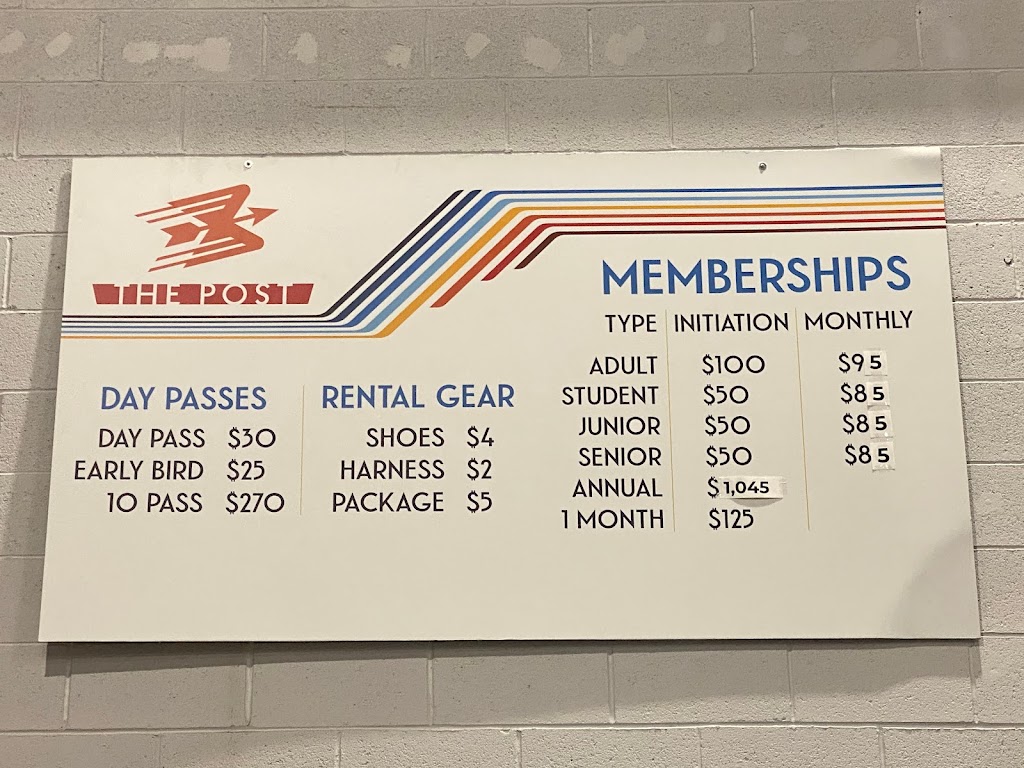 THE POST
DAY PASSES
DAY PASS $30
EARLY BIRD $25
10 PASS $270
RENTAL GEAR
SHOES $4
HARNESS $2
PACKAGE $5
MEMBERSHIPS
TYPE INITIATION MONTHLY
ADULT $100 $95
STUDENT $50 $85
JUNIOR $50 $85
SENIOR $50 $85
ANNUAL $1,045
1 MONTH $125